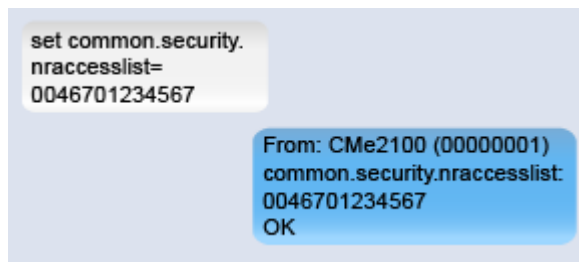 set common.security.
nraccesslist=
0046701234567
From: CMe2100 (00000001)
common.security.nraccesslist:
0046701234567
OK